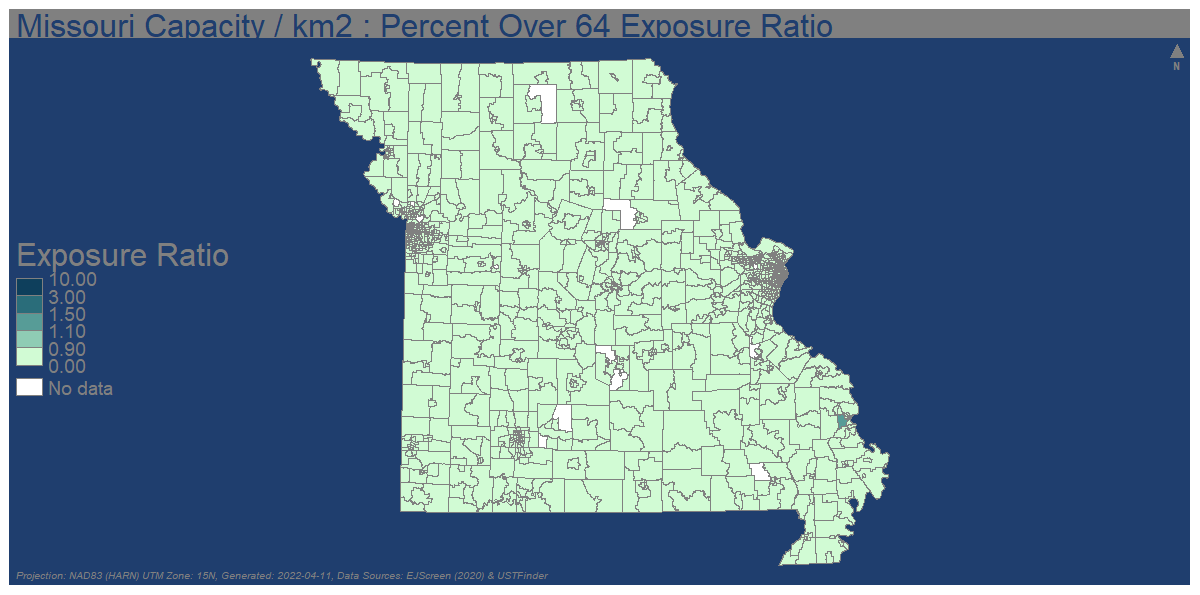 Missouri Capacity / km2 : Percent Over 64 Exposure Ratio
N
Exposure Ratio
10.00
3.00
1.50
1.10
0.90
0.00
No data
Projection: NAD83 (HARN) UTM Zone: 15N, Generated: 2022-04-11, Data Sources: EJScreen (2020) & USTFinder